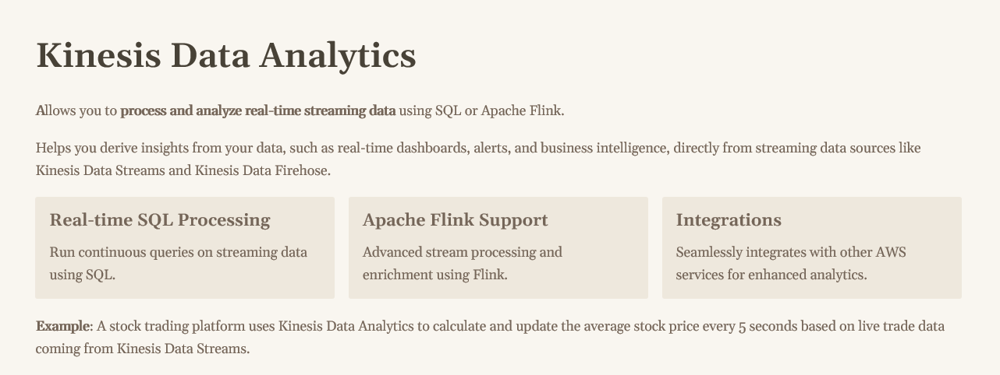 Kinesis Data Analytics
Allows you to process and analyze real-time streaming data using SQL or Apache Flink.
Helps you derive insights from your data, such as real-time dashboards, alerts, and business intelligence, directly from streaming data sources like
Kinesis Data Streams and Kinesis Data Firehose.
Real-time SQL Processing
Run continuous queries on streaming data
using SQL.
Apache Flink Support
Advanced stream processing and
enrichment using Flink.
Integrations
Seamlessly integrates with other AWS
services for enhanced analytics.
Example: A stock trading platform uses Kinesis Data Analytics to calculate and update the average stock price every 5 seconds based on live trade data
coming from Kinesis Data Streams.